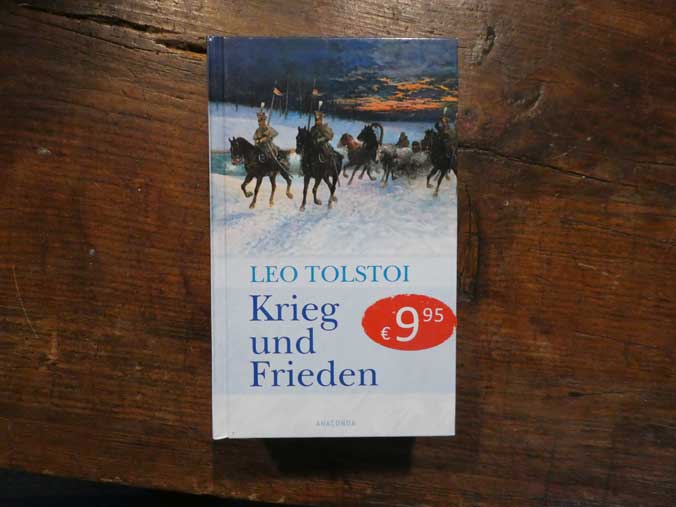 LEO TOLSTOI
Krieg
und
Frieden
€ 9 95
ANACONDA